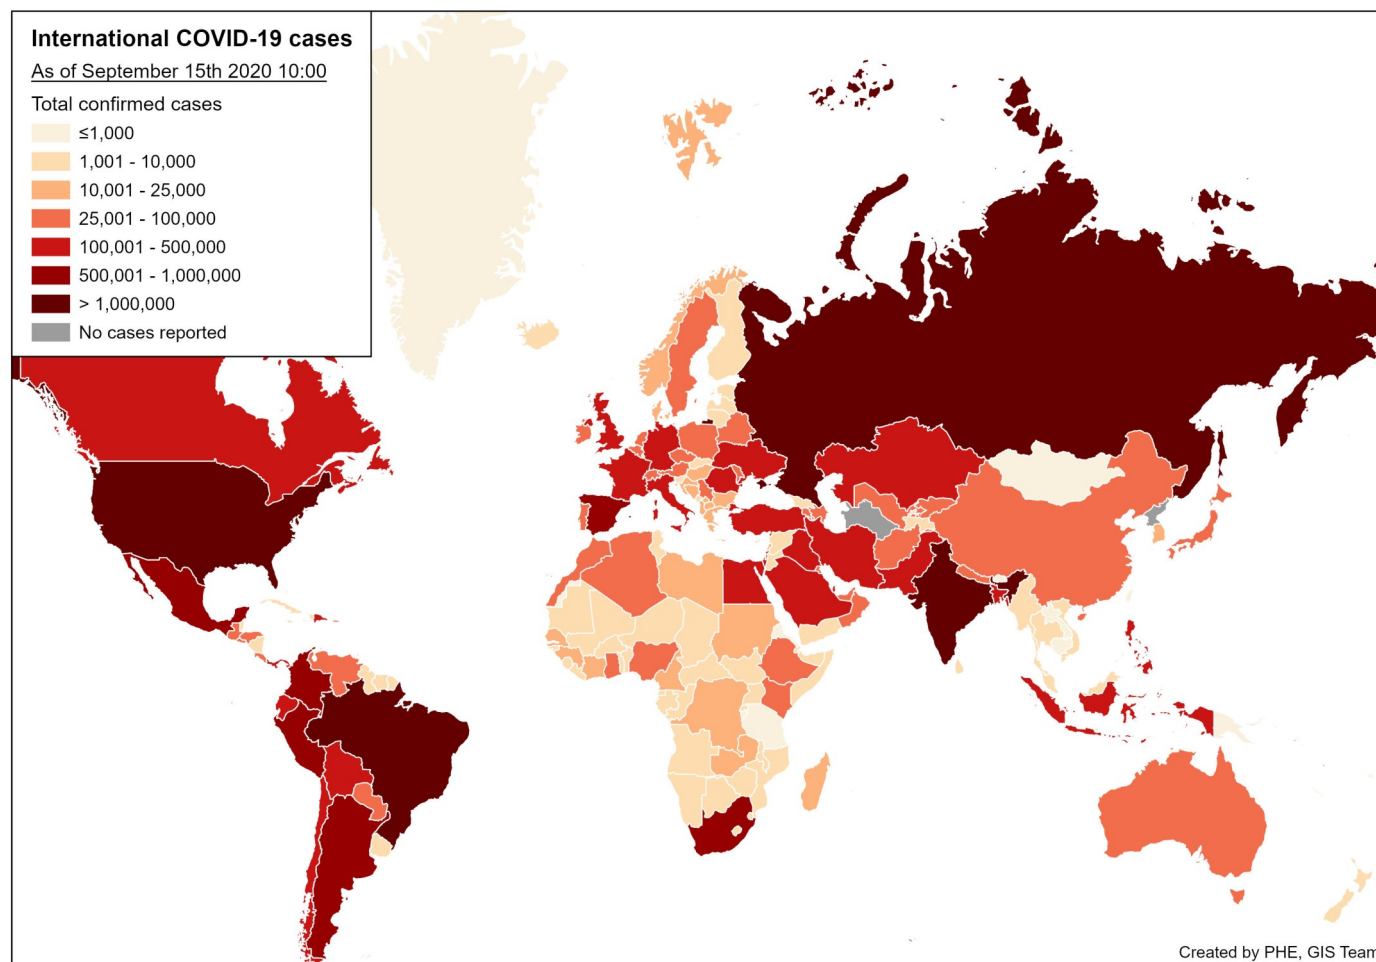 International COVID-19 cases
As of September 15th 2020 10:00
Total confirmed cases
≤1,000
1,001 - 10,000
10,001 - 25,000
25,001 - 100,000
100,001 - 500,000
500,001 - 1,000,000
> 1,000,000
No cases reported
Created by PHE, GIS Team